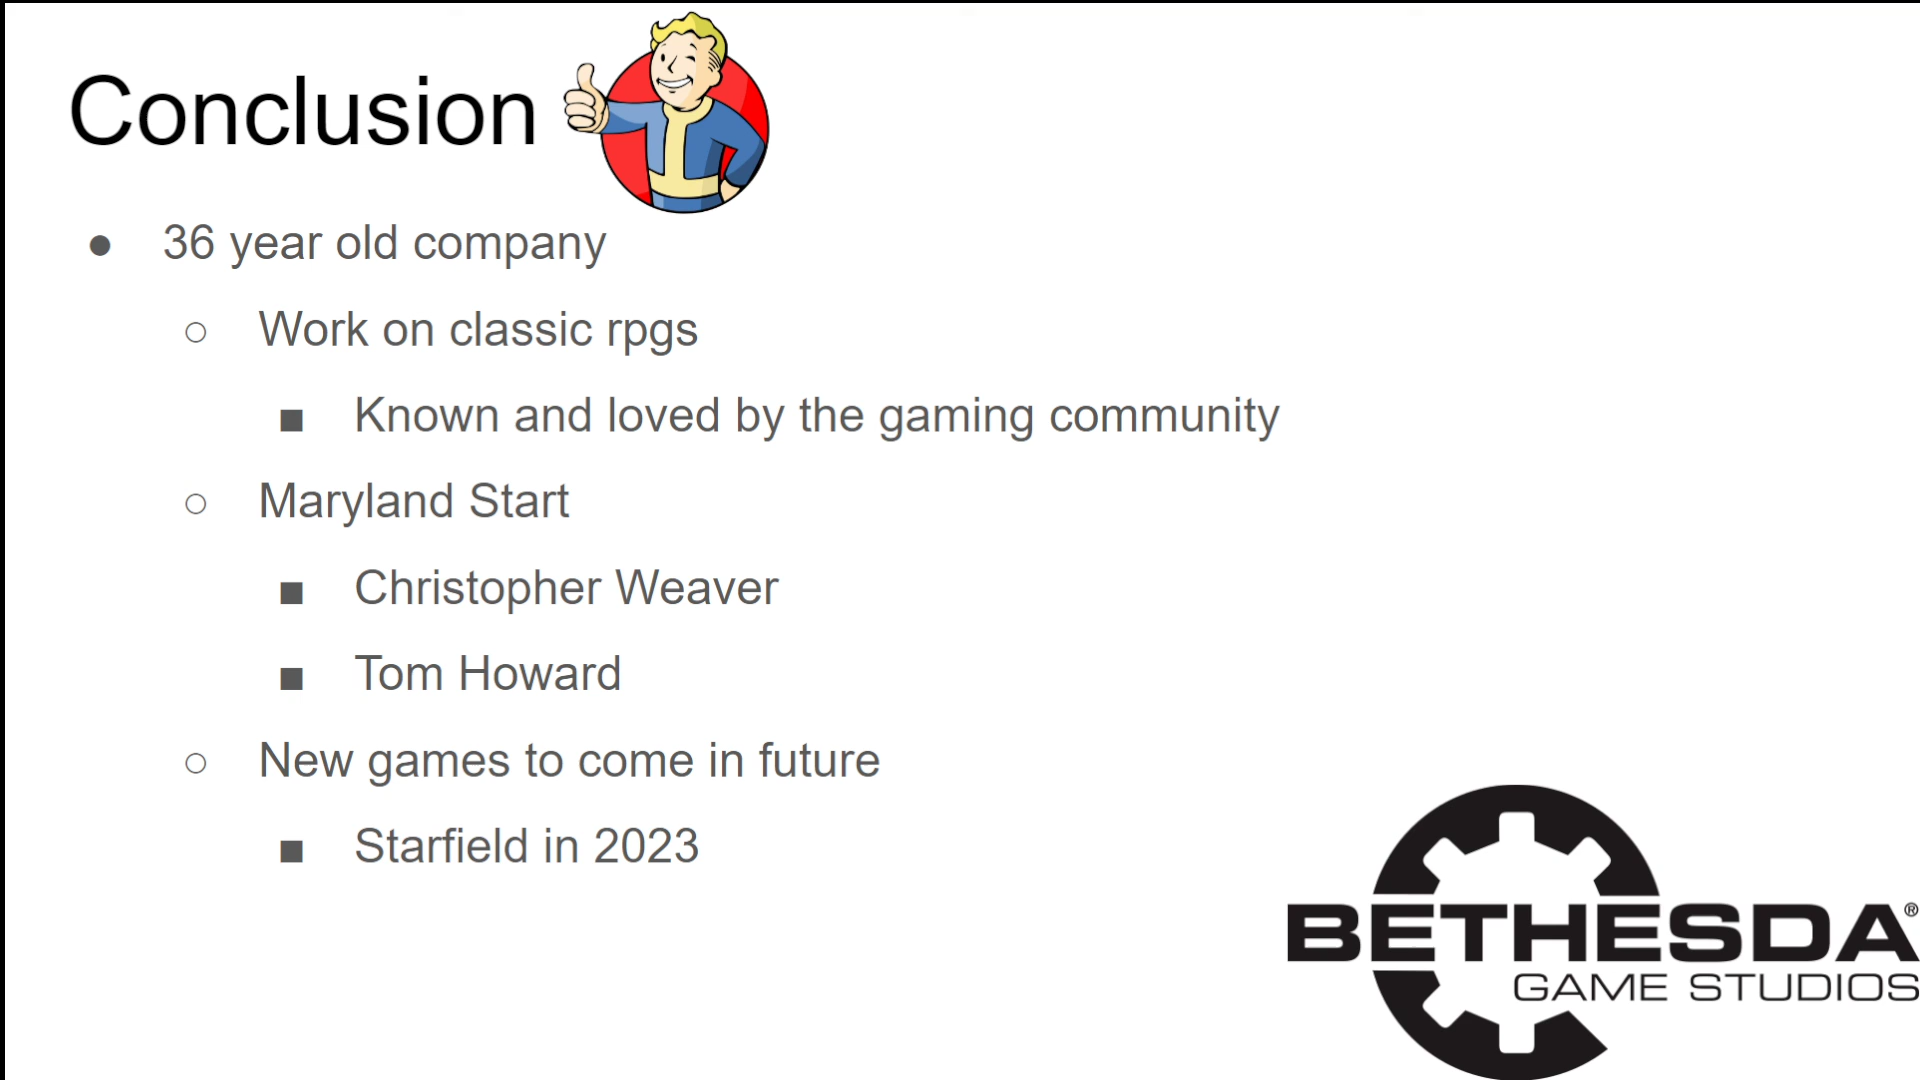 Conclusion
36 year old company
Work on classic rpgs
Known and loved by the gaming community
Maryland Start
Christopher Weaver
Tom Howard
New games to come in future
Starfield in 2023
BETHESDA®
GAME STUDIOS